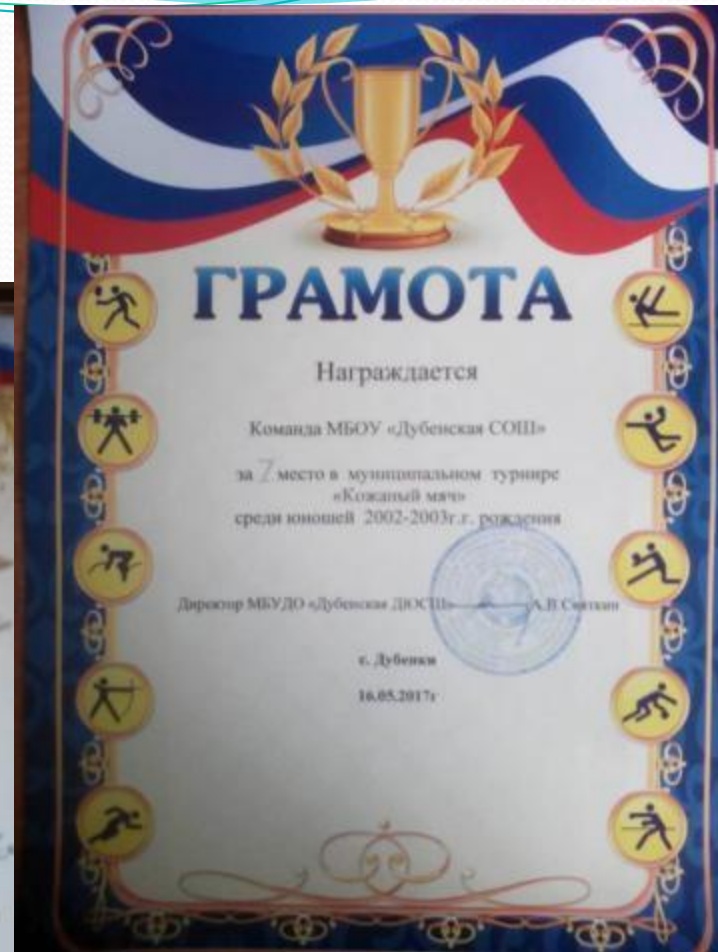 ГРАМОТА
Награждается
Команда МБОУ «Дубенская СОШ»
за место в муниципальном турнире
«Кожаный мяч»
среди юношей 2002-2003г.г. рождения
Директор МБУДО «Дубенская ДЮСШ» А.В.Святкин
с. Дубенки
16.05.2017г